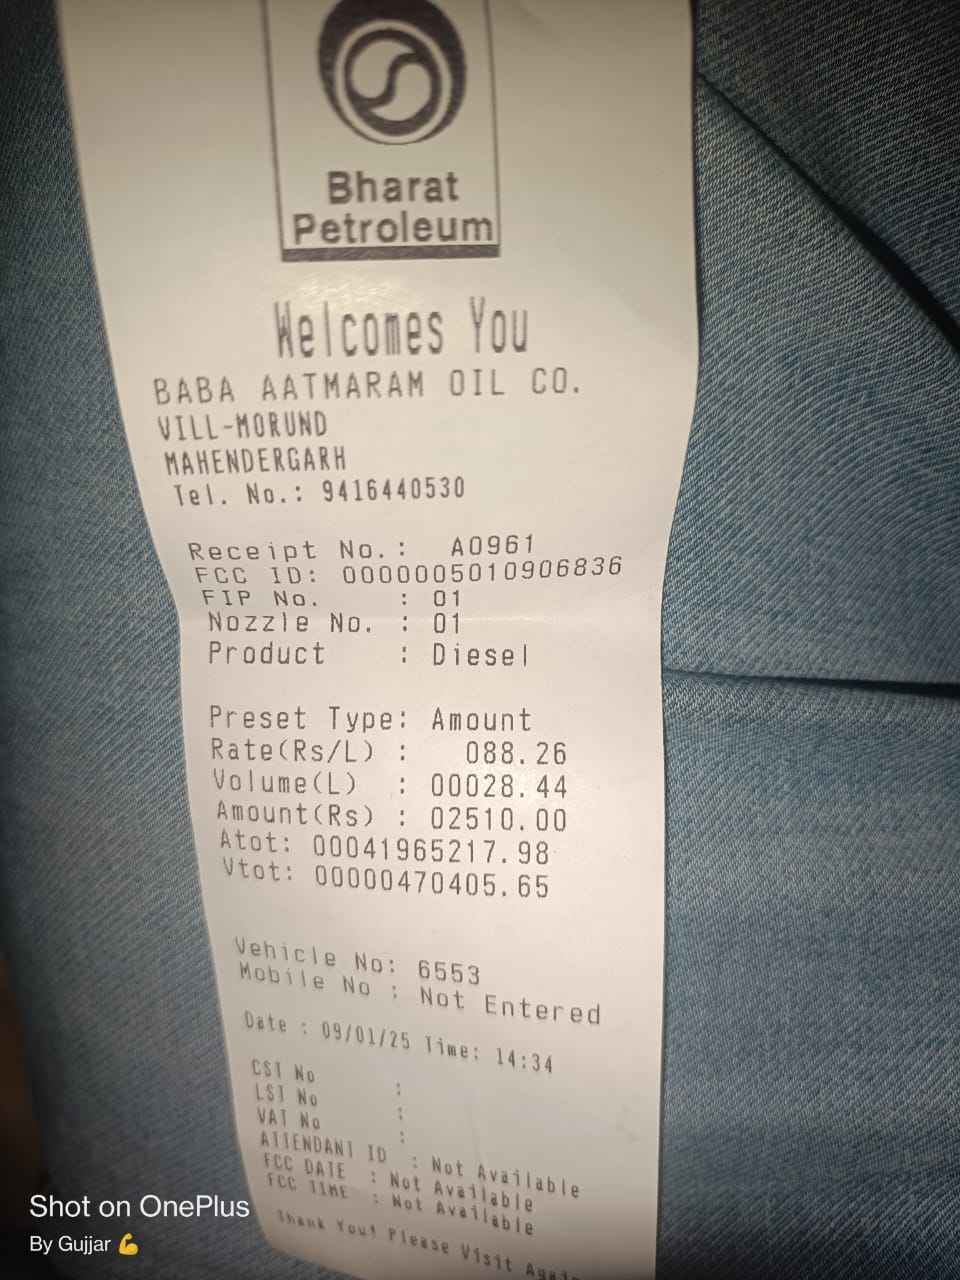 Bharat
Petroleum
Welcomes You
BABA AATMARAM OIL CO.
VILL-MORUND
MAHENDERGARH
Tel. No.: 9416440530
Receipt No.: A0961
FCC ID: 0000005010906836
FIP No. : 01
Nozzle No. : 01
Product : Diesel
Preset Type: Amount
Rate(Rs/L) : 088.26
Volume(L) : 00028.44
Amount(Rs) : 02510.00
Atot: 00041965217.98
Vtot: 00000470405.65
Vehicle No: 6553
Mobile No : Not Entered
Date : 09/01/25 Time: 14:34
CST No :
LST No :
VAT No :
ATTENDANT ID : Not Available
FCC DATE : Not Available
FCC TIME : Not Available
Thank You! Please Visit Again
Shot on OnePlus
By Gujjar 💪